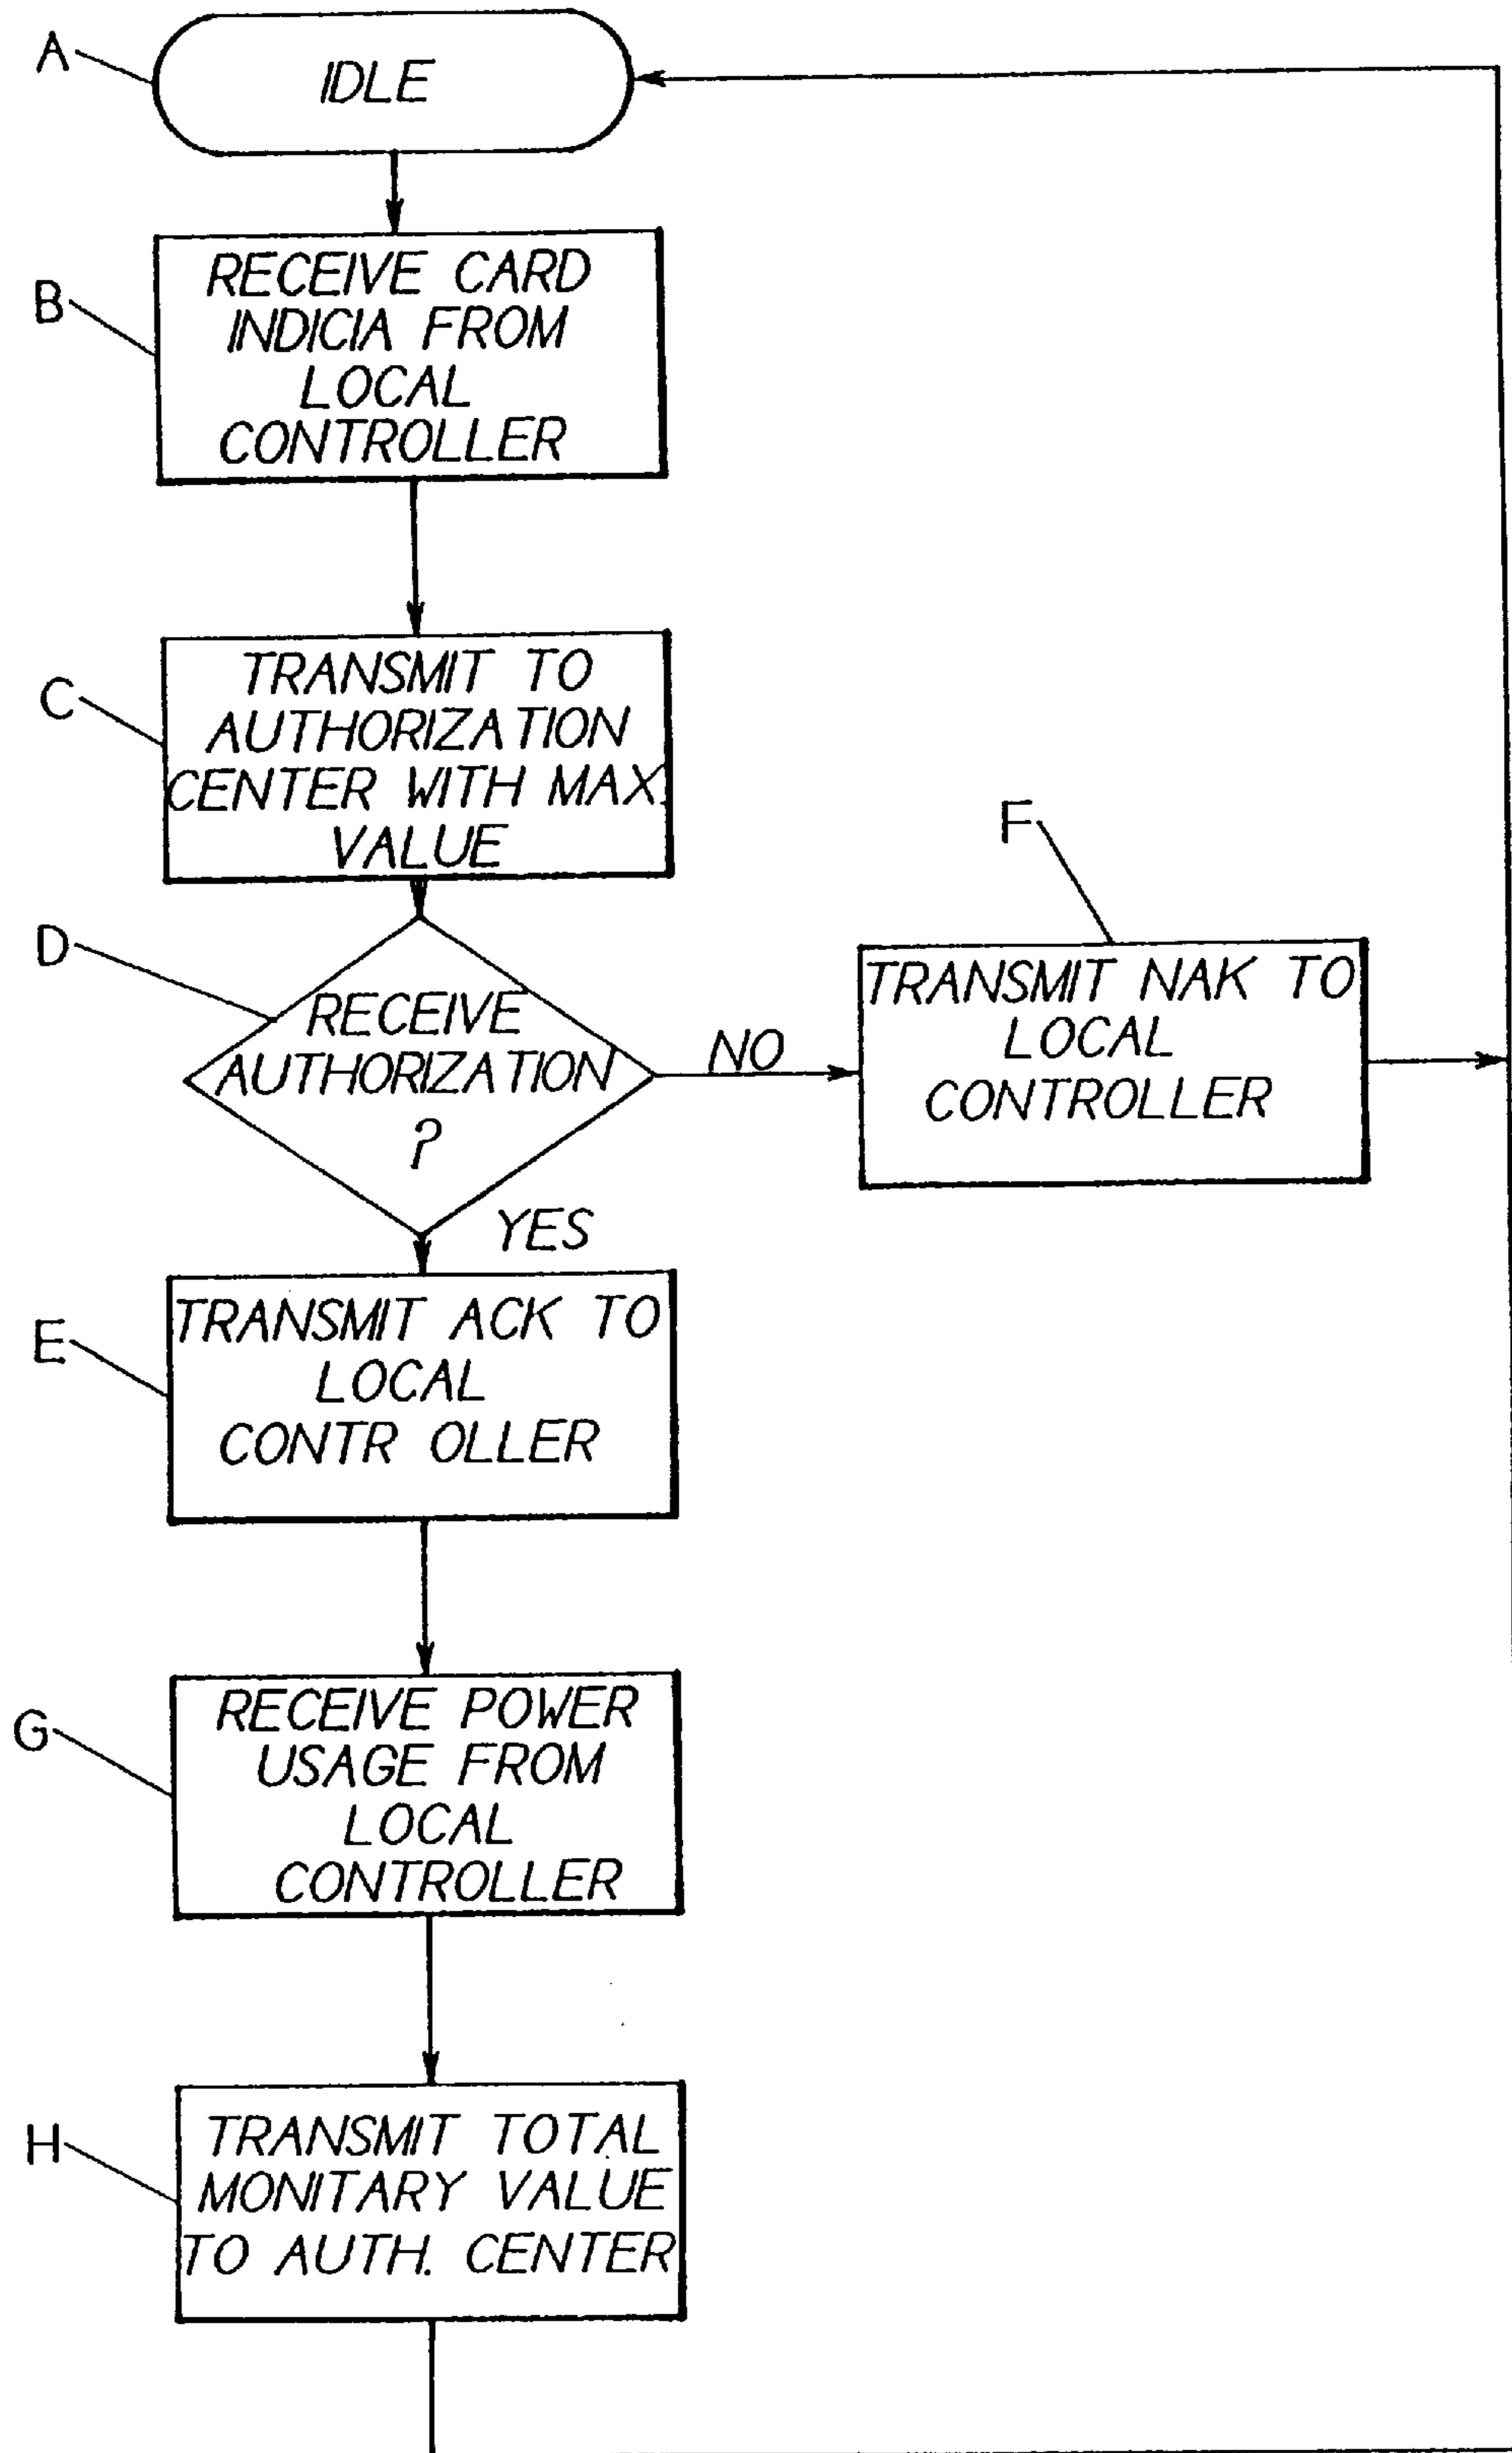 A
IDLE
B
RECEIVE CARD
INDICIA FROM
LOCAL
CONTROLLER
C
TRANSMIT TO
AUTHORIZATION
CENTER WITH MAX.
VALUE
D
RECEIVE
AUTHORIZATION
?
NO
F
TRANSMIT NAK TO
LOCAL
CONTROLLER
YES
E
TRANSMIT ACK TO
LOCAL
CONTR OLLER
G
RECEIVE POWER
USAGE FROM
LOCAL
CONTROLLER
H
TRANSMIT TOTAL
MONITARY VALUE
TO AUTH. CENTER